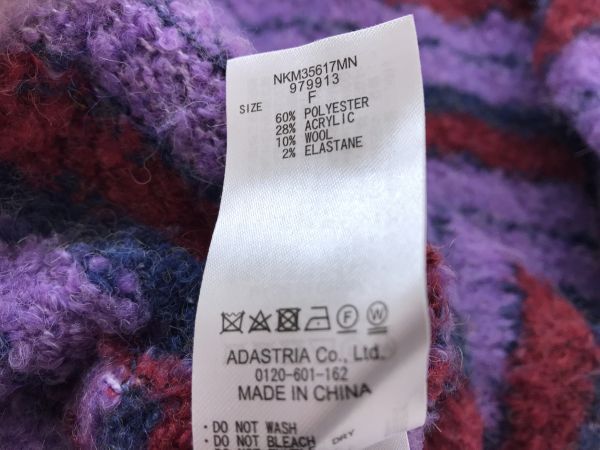 NKM35617MN
979913
SIZE F
60% POLYESTER
28% ACRYLIC
10% WOOL
2% ELASTANE
F W
ADASTRIA Co., Ltd.
0120-601-162
MADE IN CHINA
・DO NOT WASH
・DO NOT BLEACH
DRY